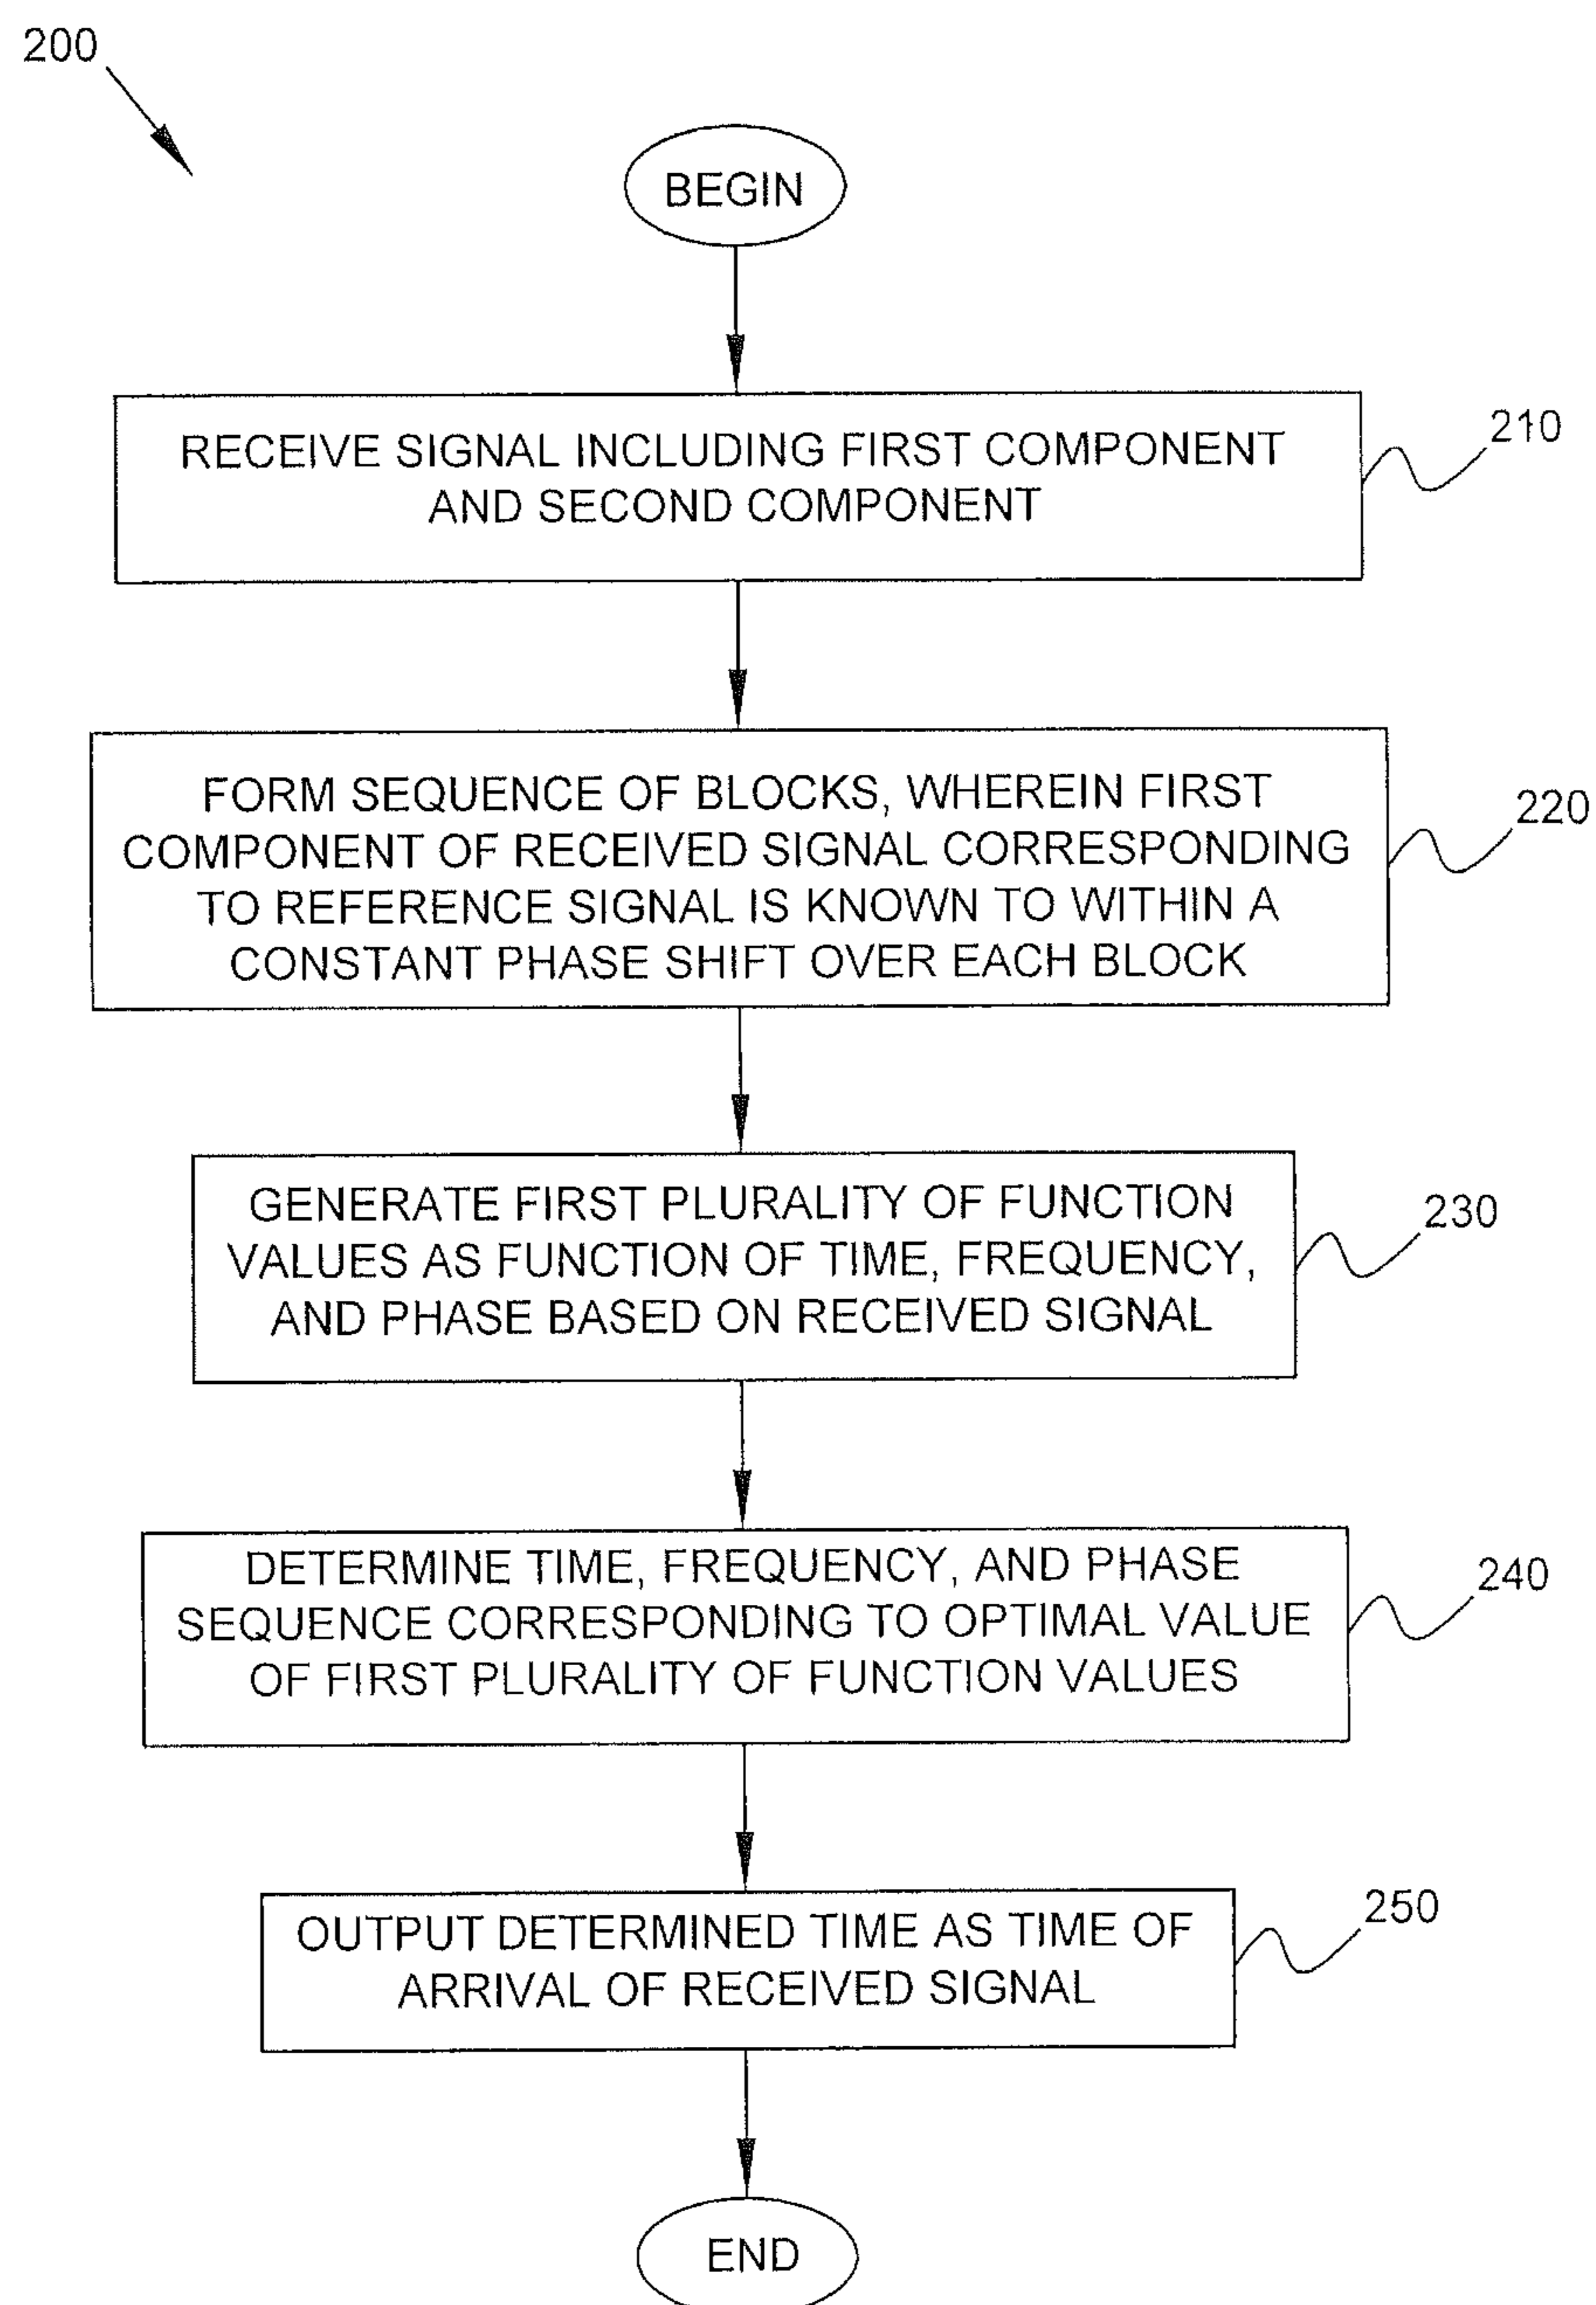 200
BEGIN
RECEIVE SIGNAL INCLUDING FIRST COMPONENT
AND SECOND COMPONENT
210
FORM SEQUENCE OF BLOCKS, WHEREIN FIRST
COMPONENT OF RECEIVED SIGNAL CORRESPONDING
TO REFERENCE SIGNAL IS KNOWN TO WITHIN A
CONSTANT PHASE SHIFT OVER EACH BLOCK
220
GENERATE FIRST PLURALITY OF FUNCTION
VALUES AS FUNCTION OF TIME, FREQUENCY,
AND PHASE BASED ON RECEIVED SIGNAL
230
DETERMINE TIME, FREQUENCY, AND PHASE
SEQUENCE CORRESPONDING TO OPTIMAL VALUE
OF FIRST PLURALITY OF FUNCTION VALUES
240
OUTPUT DETERMINED TIME AS TIME OF
ARRIVAL OF RECEIVED SIGNAL
250
END